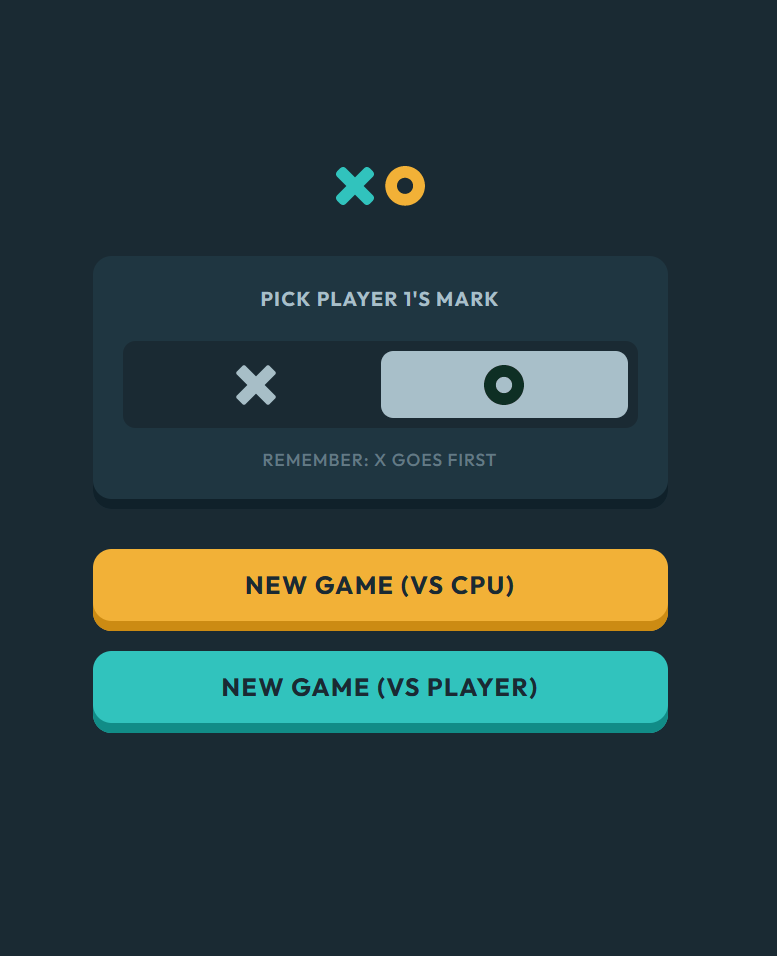 PICK PLAYER 1'S MARK
REMEMBER: X GOES FIRST
NEW GAME (VS CPU)
NEW GAME (VS PLAYER)